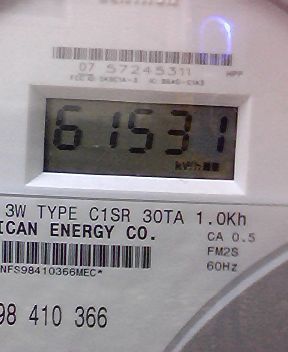 07 57245311 HPP
61531
kWh
3W TYPE C1SR 30TA 1.0Kh
ICAN ENERGY CO.
CA 0.5
FM2S
60Hz
NFS98410366MEC*
98 410 366